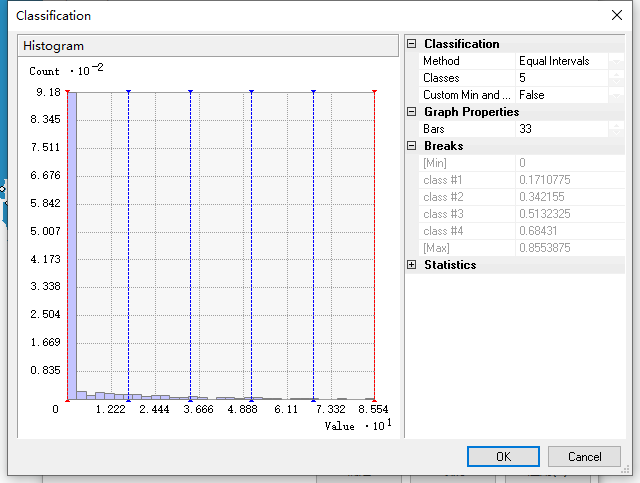 Classification
Histogram
Count ·10⁻²
9.18
8.345
7.511
6.676
5.842
5.007
4.173
3.338
2.504
1.669
0.835
0 1.222 2.444 3.666 4.888 6.11 7.332 8.554
Value ·10¹
Classification
Method Equal Intervals
Classes 5
Custom Min and ... False
Graph Properties
Bars 33
Breaks
[Min] 0
class #1 0.1710775
class #2 0.342155
class #3 0.5132325
class #4 0.68431
[Max] 0.8553875
Statistics
OK Cancel